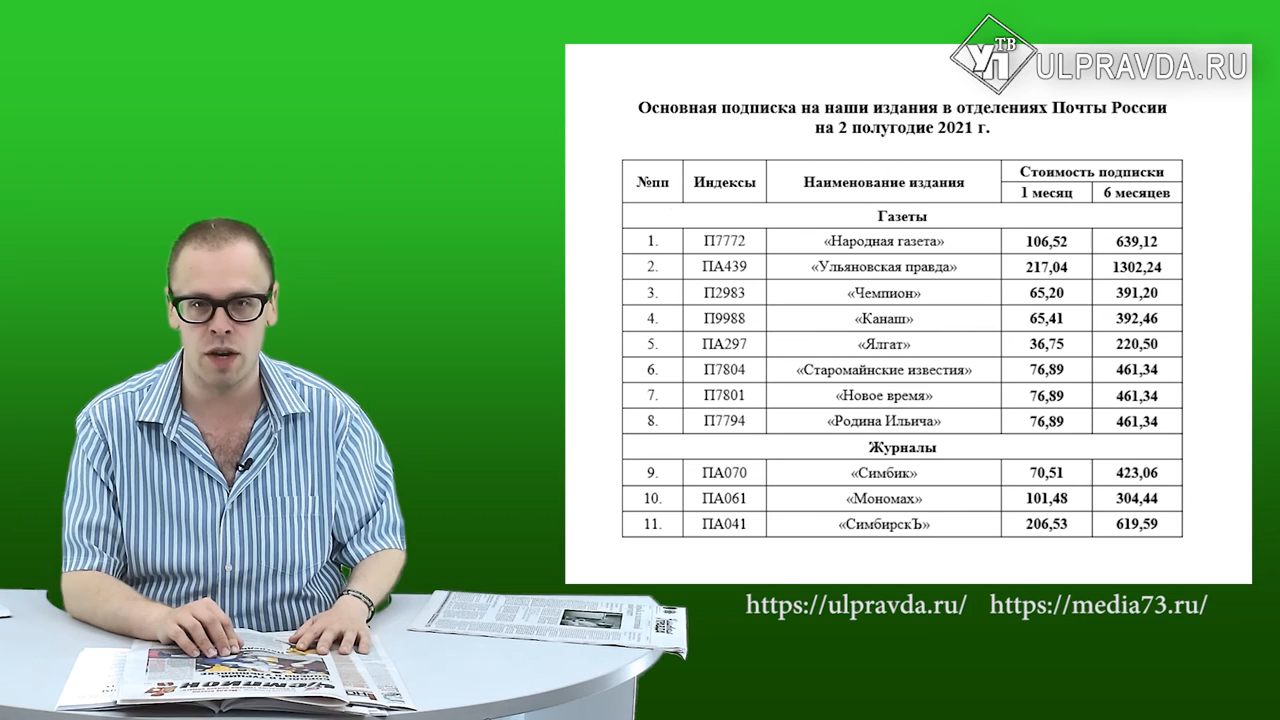 УП
ТВ
ULPRAVDA.RU
Основная подписка на наши издания в отделениях Почты России
на 2 полугодие 2021 г.
№пп Индексы Наименование издания Стоимость подписки
1 месяц 6 месяцев
Газеты
1. П7772 «Народная газета» 106,52 639,12
2. ПА439 «Ульяновская правда» 217,04 1302,24
3. П2983 «Чемпион» 65,20 391,20
4. П9988 «Канаш» 65,41 392,46
5. ПА297 «Ялгат» 36,75 220,50
6. П7804 «Старомайнские известия» 76,89 461,34
7. П7801 «Новое время» 76,89 461,34
8. П7794 «Родина Ильича» 76,89 461,34
Журналы
9. ПА070 «Симбик» 70,51 423,06
10. ПА061 «Мономах» 101,48 304,44
11. ПА041 «СимбирскЪ» 206,53 619,59
https://ulpravda.ru/ https://media73.ru/
Чемпион